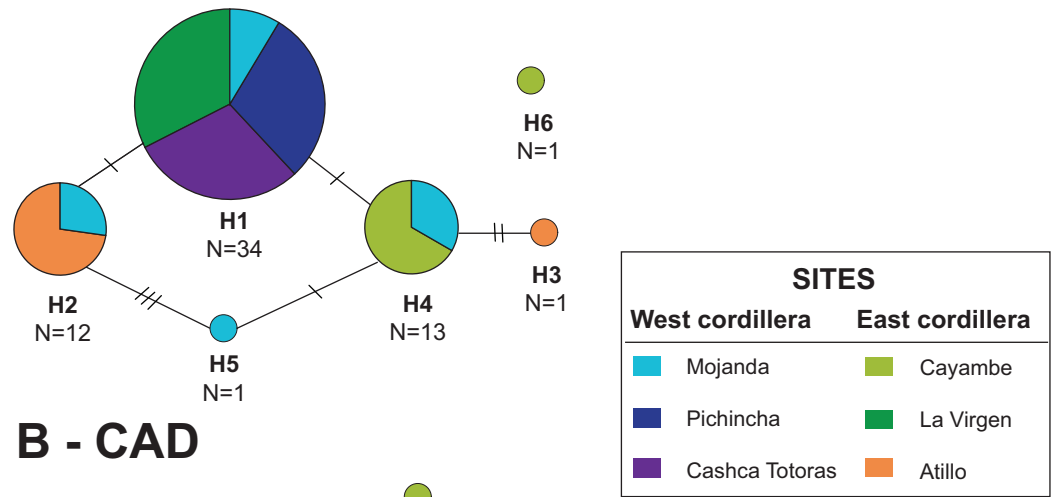 H6
N=1
H1
N=34
H2
N=12
H4
N=13
H3
N=1
H5
N=1
B - CAD
SITES
West cordillera East cordillera
Mojanda Cayambe
Pichincha La Virgen
Cashca Totoras Atillo